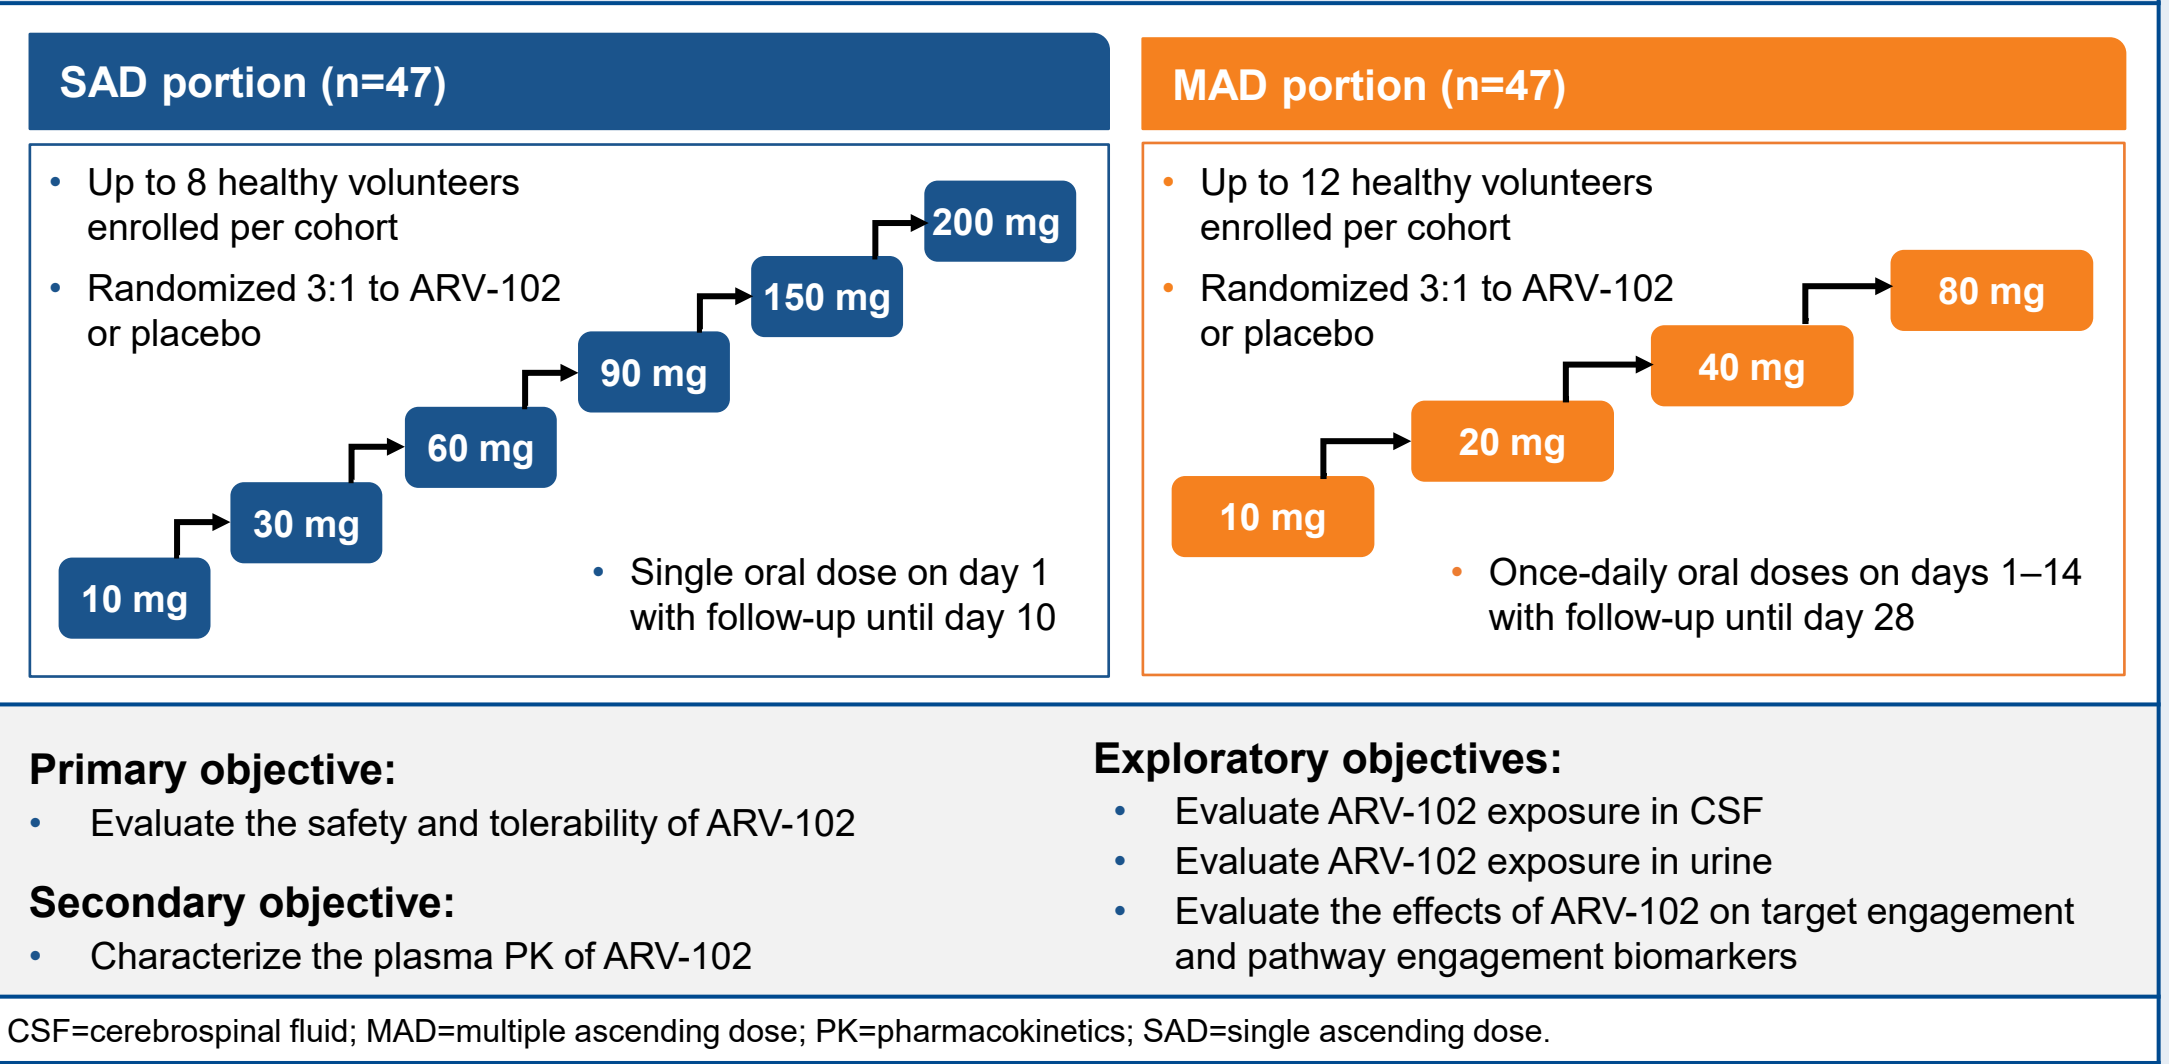 SAD portion (n=47)
• Up to 8 healthy volunteers
enrolled per cohort
• Randomized 3:1 to ARV-102
or placebo
200 mg
150 mg
90 mg
60 mg
30 mg
10 mg
• Single oral dose on day 1
with follow-up until day 10
MAD portion (n=47)
• Up to 12 healthy volunteers
enrolled per cohort
• Randomized 3:1 to ARV-102
or placebo
80 mg
40 mg
20 mg
10 mg
• Once-daily oral doses on days 1–14
with follow-up until day 28
Primary objective:
• Evaluate the safety and tolerability of ARV-102
Secondary objective:
• Characterize the plasma PK of ARV-102
Exploratory objectives:
• Evaluate ARV-102 exposure in CSF
• Evaluate ARV-102 exposure in urine
• Evaluate the effects of ARV-102 on target engagement
and pathway engagement biomarkers
CSF=cerebrospinal fluid; MAD=multiple ascending dose; PK=pharmacokinetics; SAD=single ascending dose.